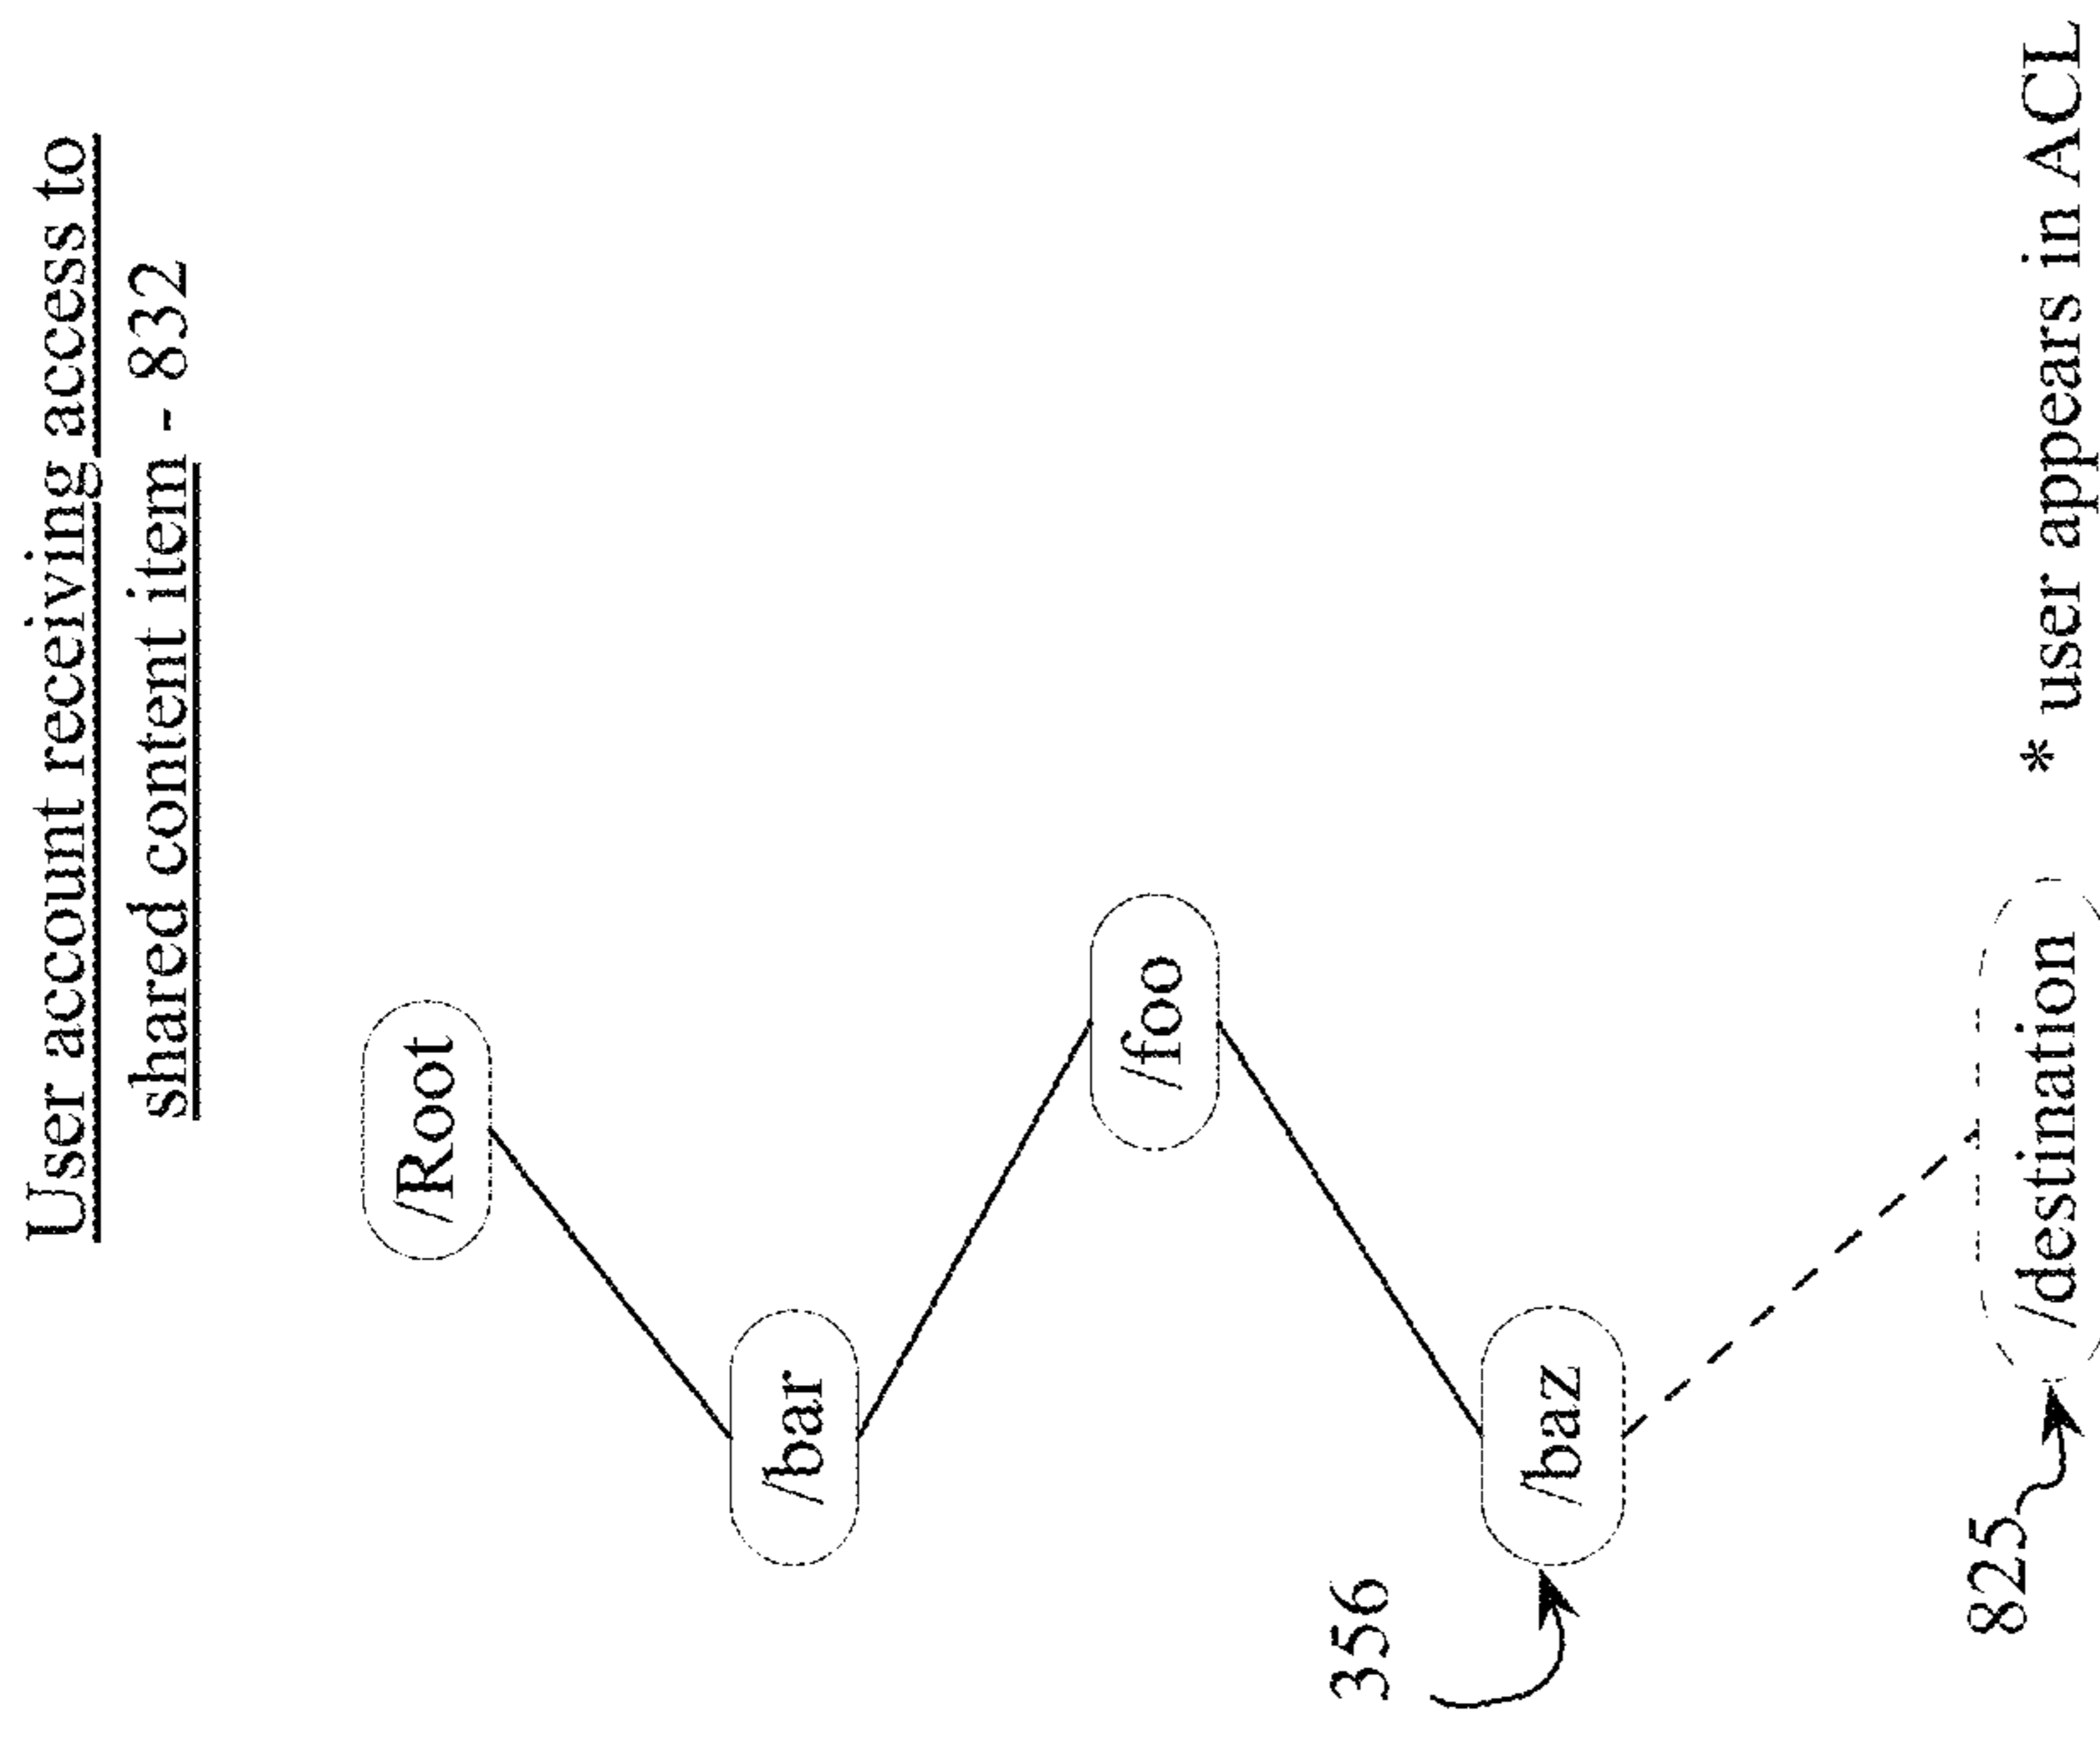 User account receiving access to
shared content item - 832
/Root
/bar
/foo
/baz
356
/destination
825
* user appears in ACL